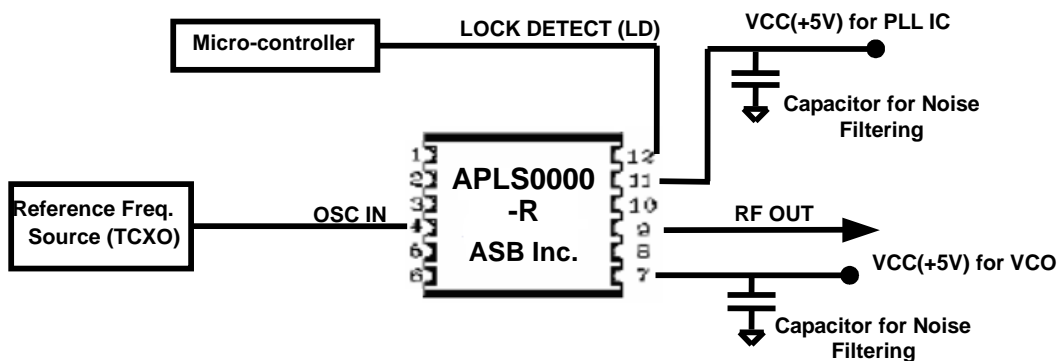 VCC(+5V) for PLL IC
LOCK DETECT (LD)
Micro-controller
Capacitor for Noise
Filtering
1
2
3
4
5
6
APLS0000
-R
ASB Inc.
12
11
10
9
8
7
Reference Freq.
Source (TCXO)
OSC IN
RF OUT
VCC(+5V) for VCO
Capacitor for Noise
Filtering